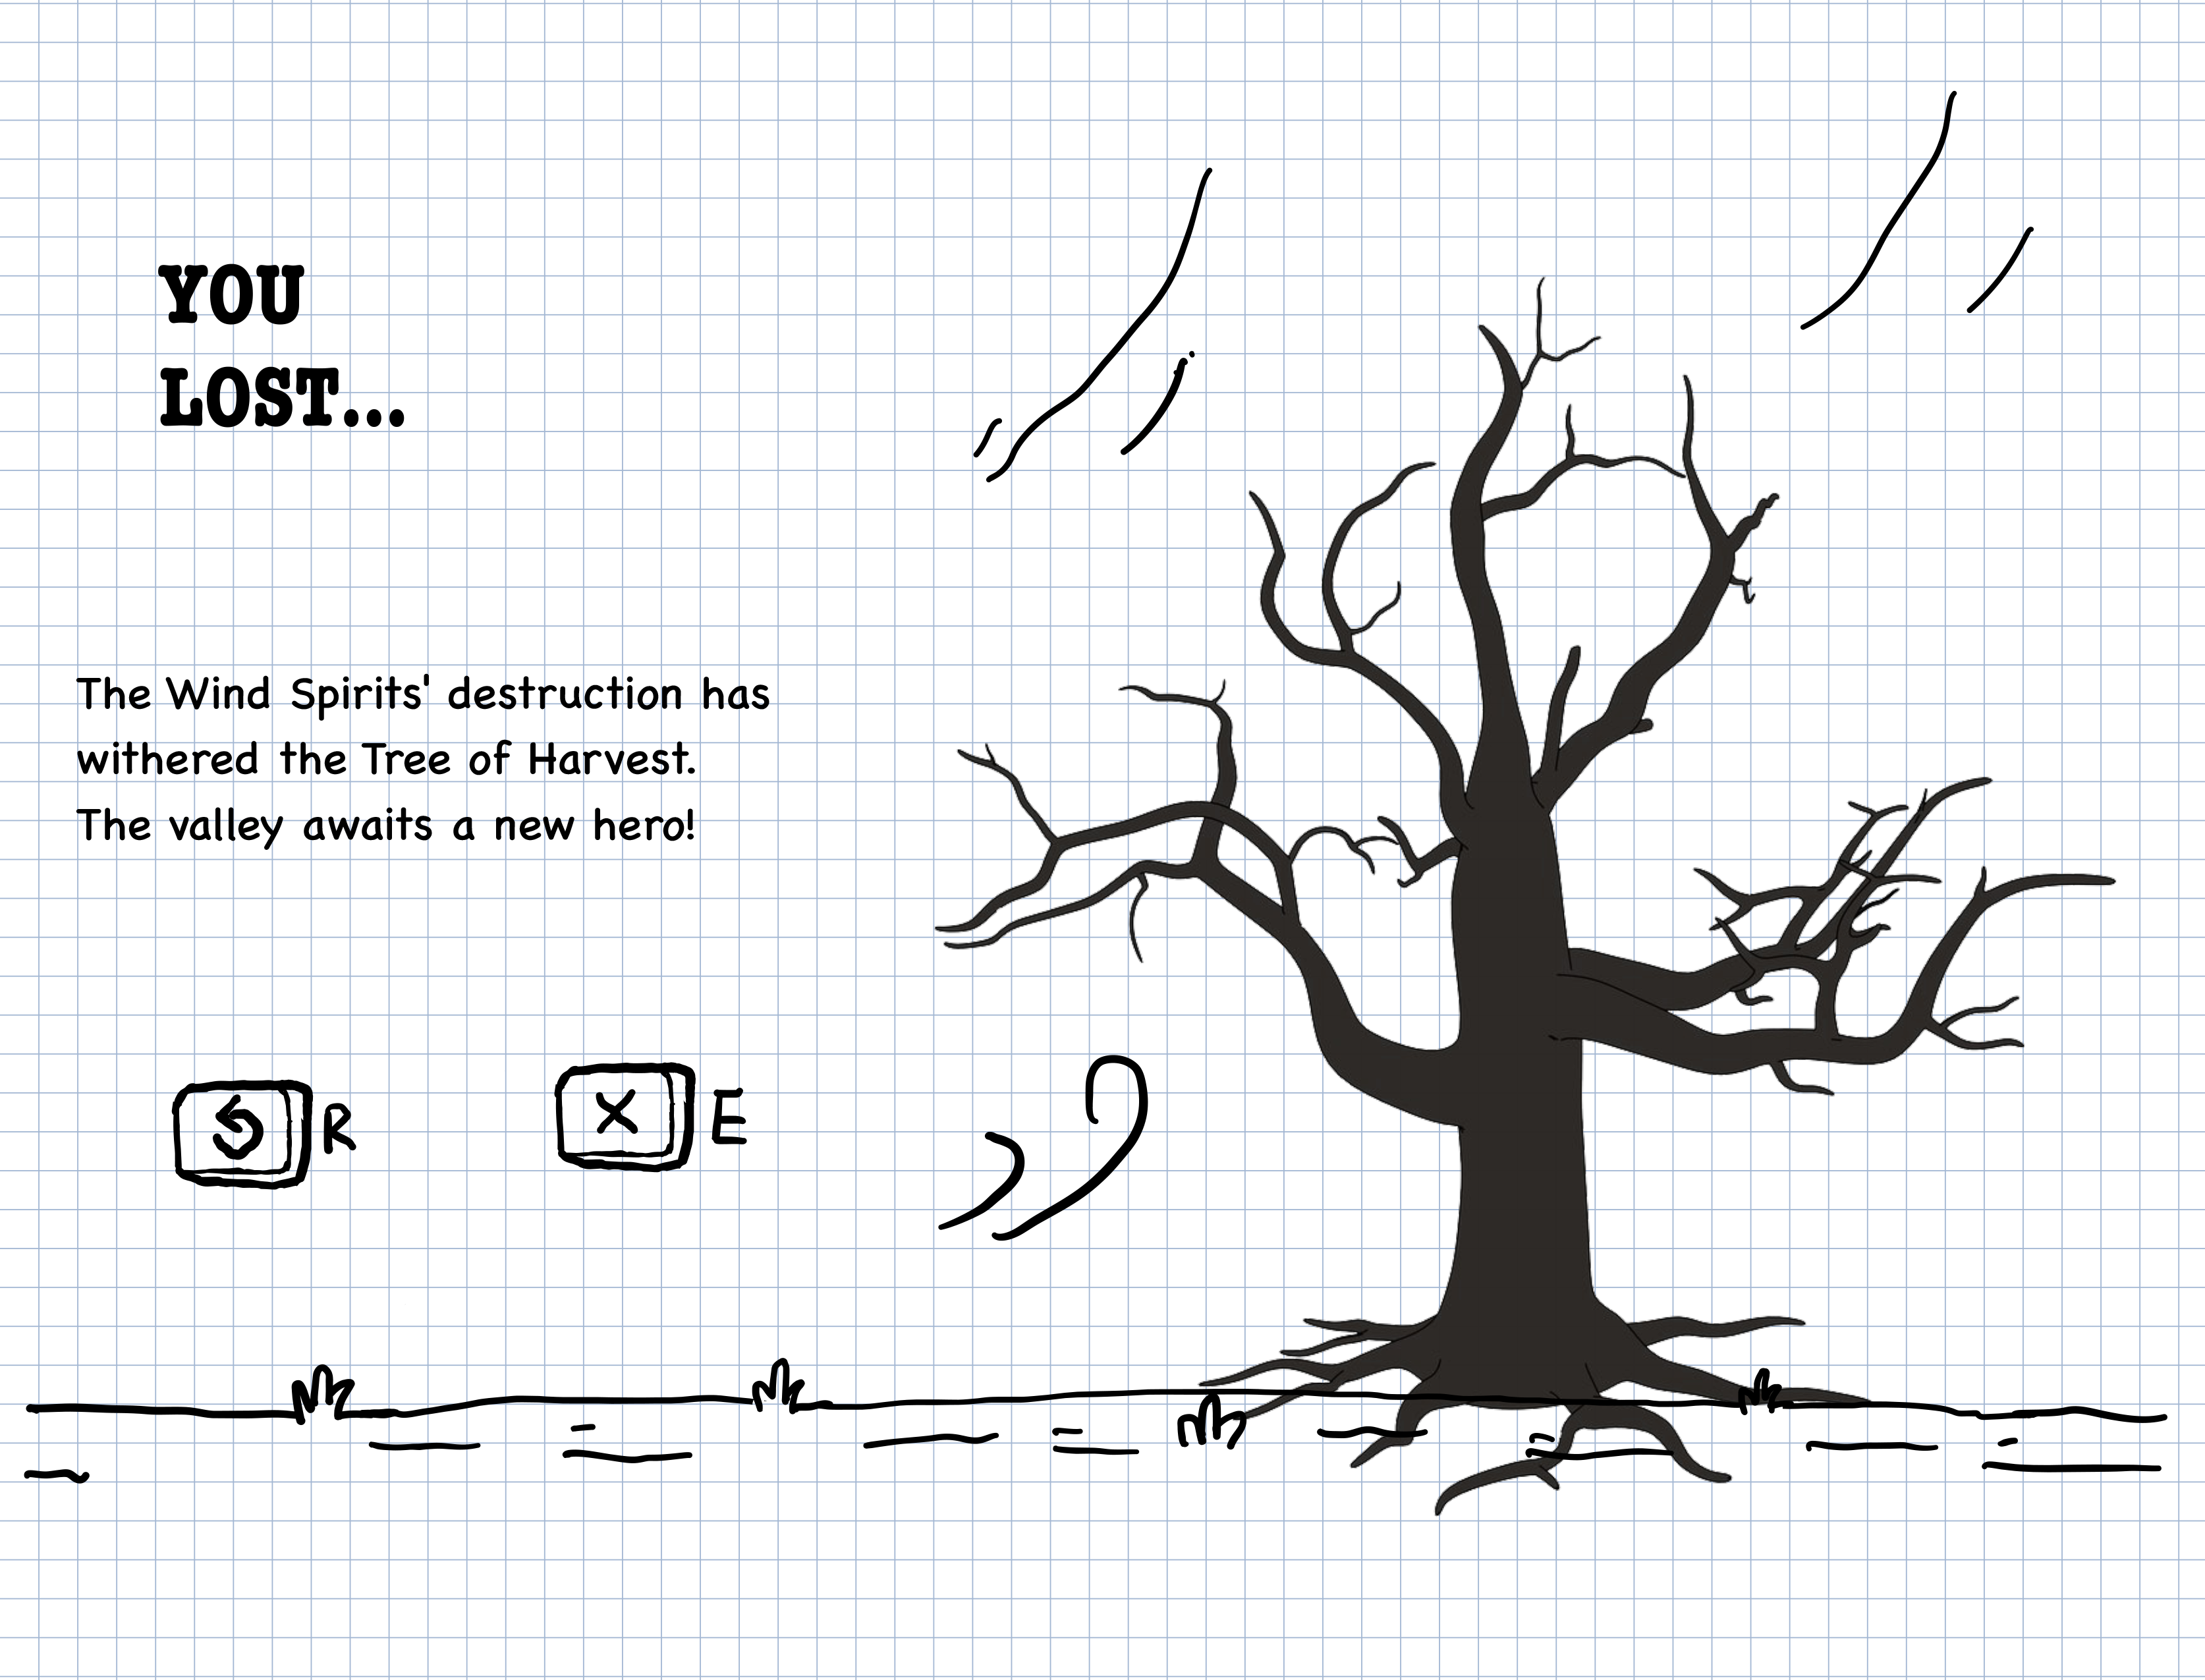 YOU
LOST...
The Wind Spirits' destruction has
withered the Tree of Harvest.
The valley awaits a new hero!
R
E